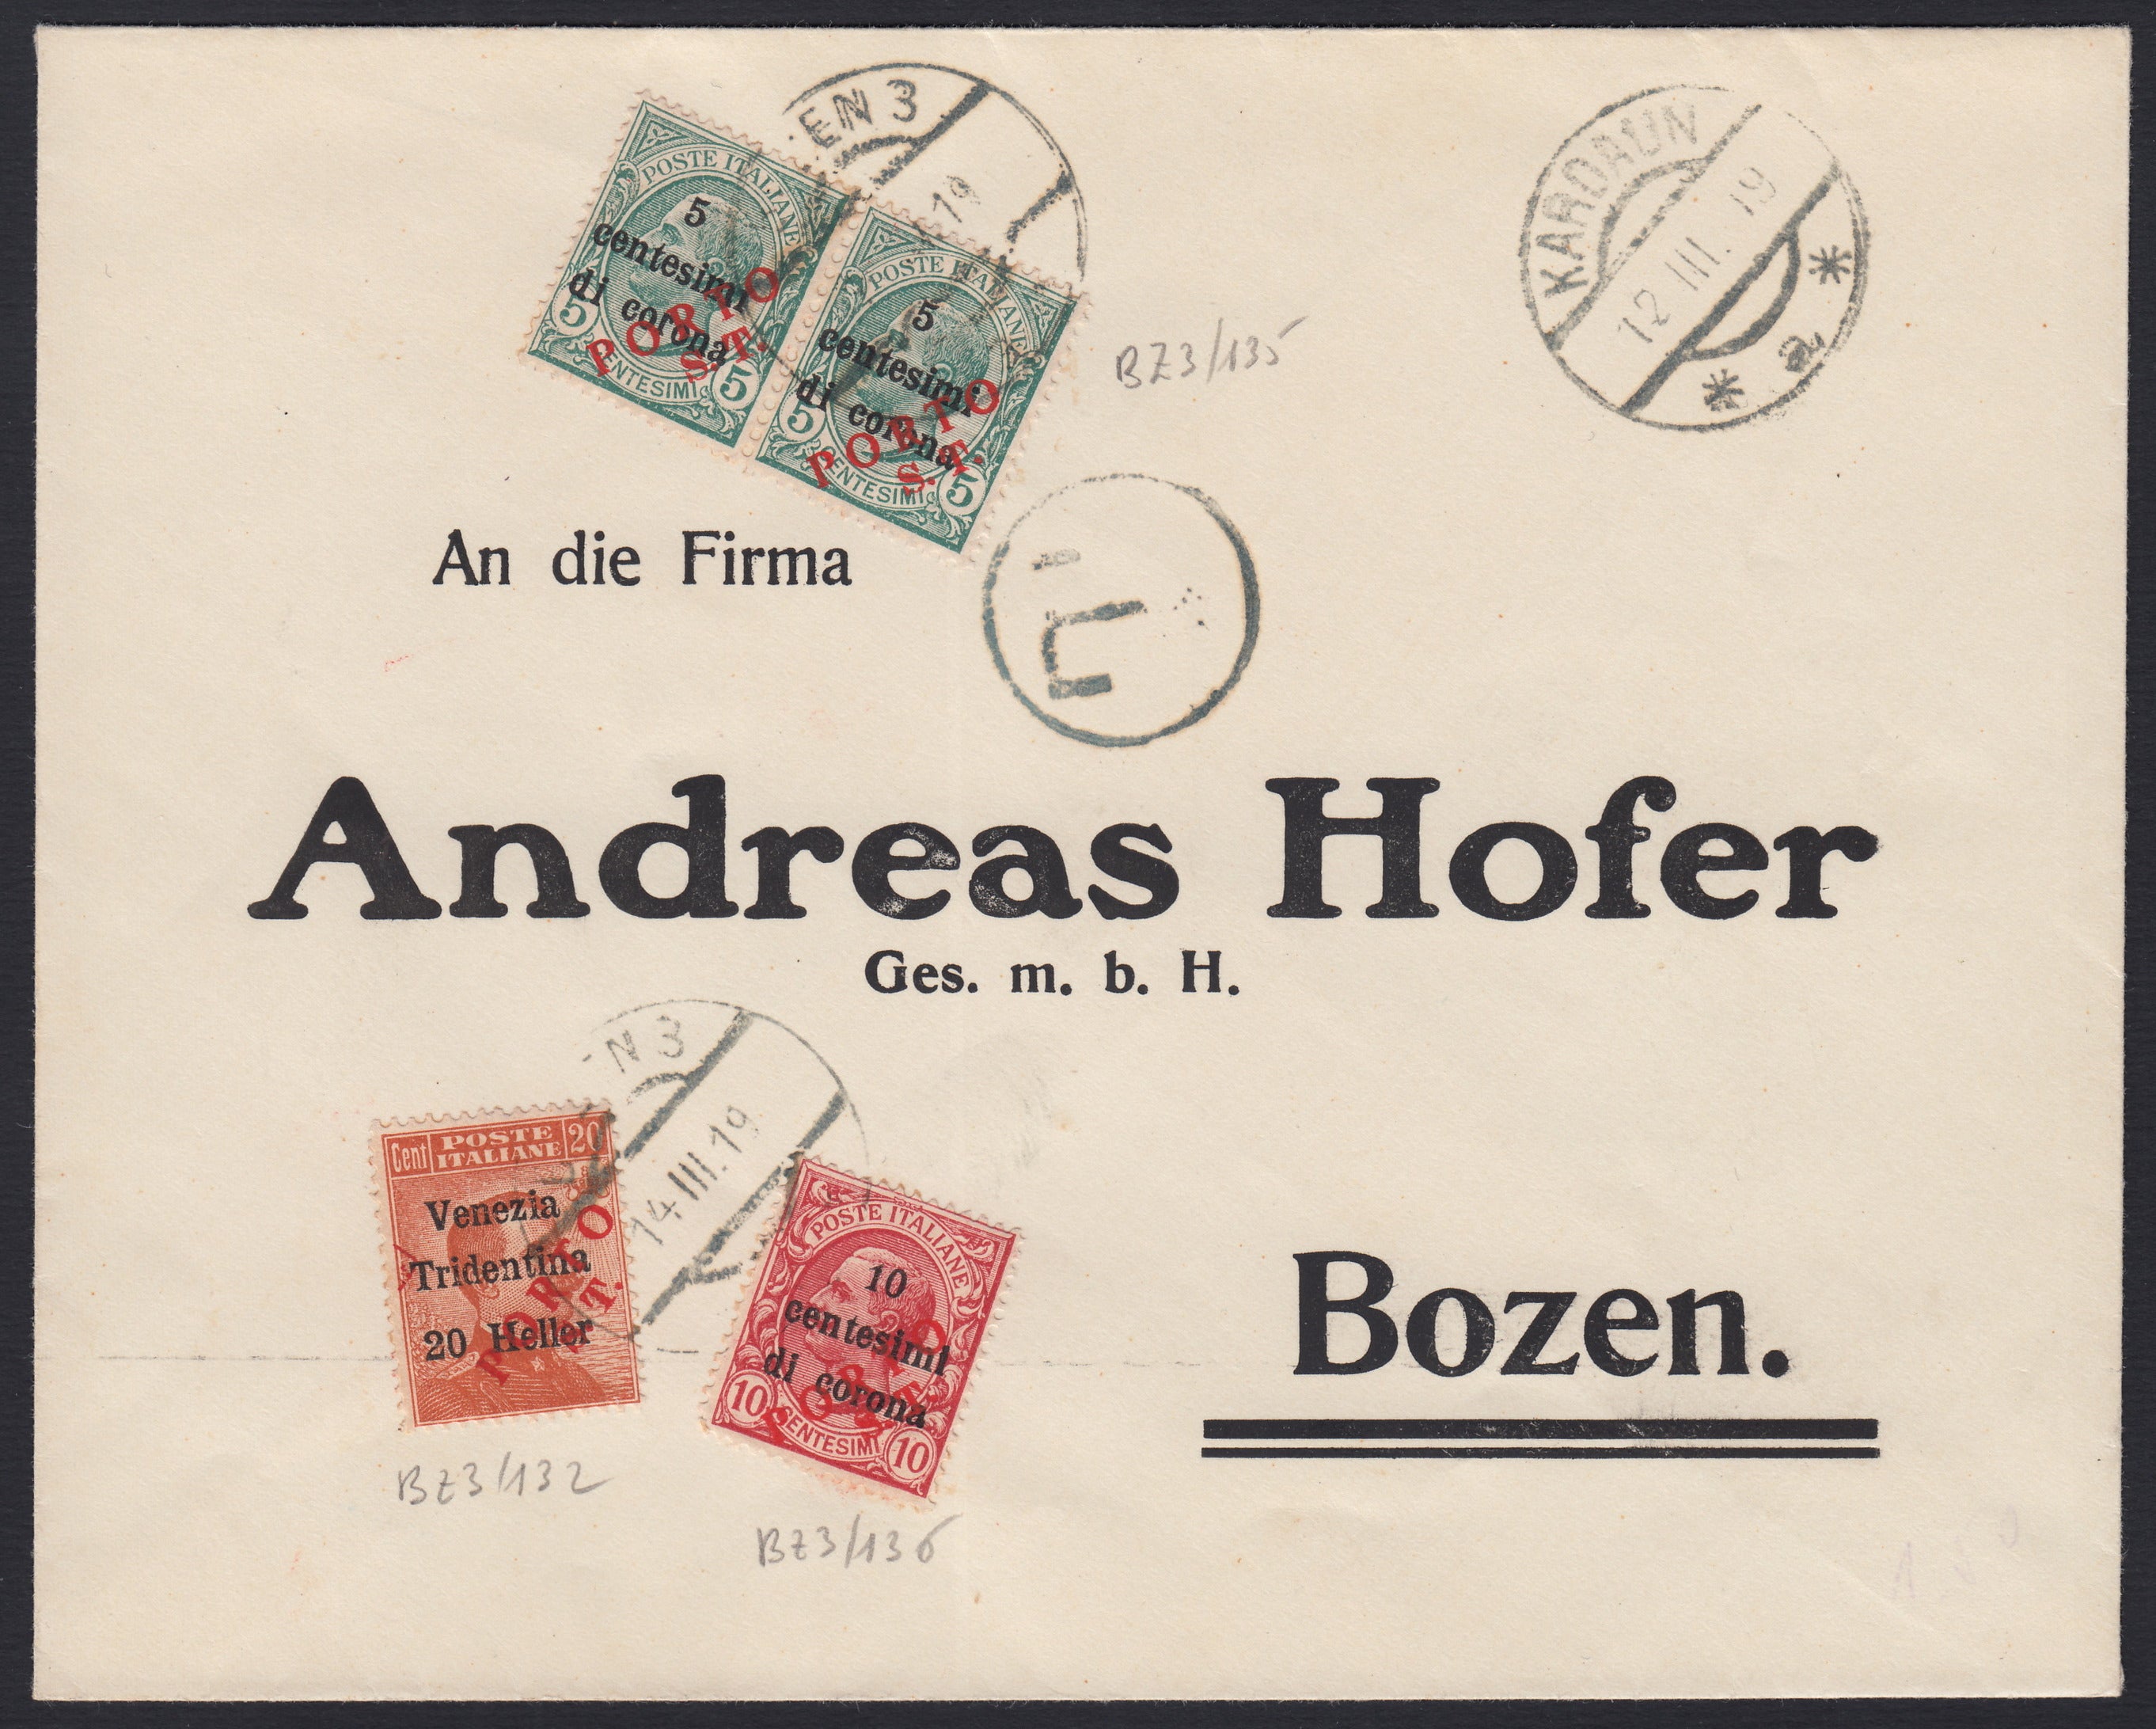 EN 3
19
KARDAUN
12 III. 19
* a *
POSTE ITALIANE
5
centesimi
di corona
PORTO
S. T.
5 CENTESIMI 5
POSTE ITALIANE
5
centesimi
di corona
PORTO
S. T.
5 CENTESIMI 5
BZ3/135
An die Firma
Andreas Hofer
Ges. m. b. H.
EN 3
14 III. 19
Cent POSTE ITALIANE 20
Venezia
Tridentina
20 Heller
PORTO
T.
POSTE ITALIANE
10
centesimi
di corona
PORTO
10 CENTESIMI 10
Bozen.
BZ3/132
BZ3/136